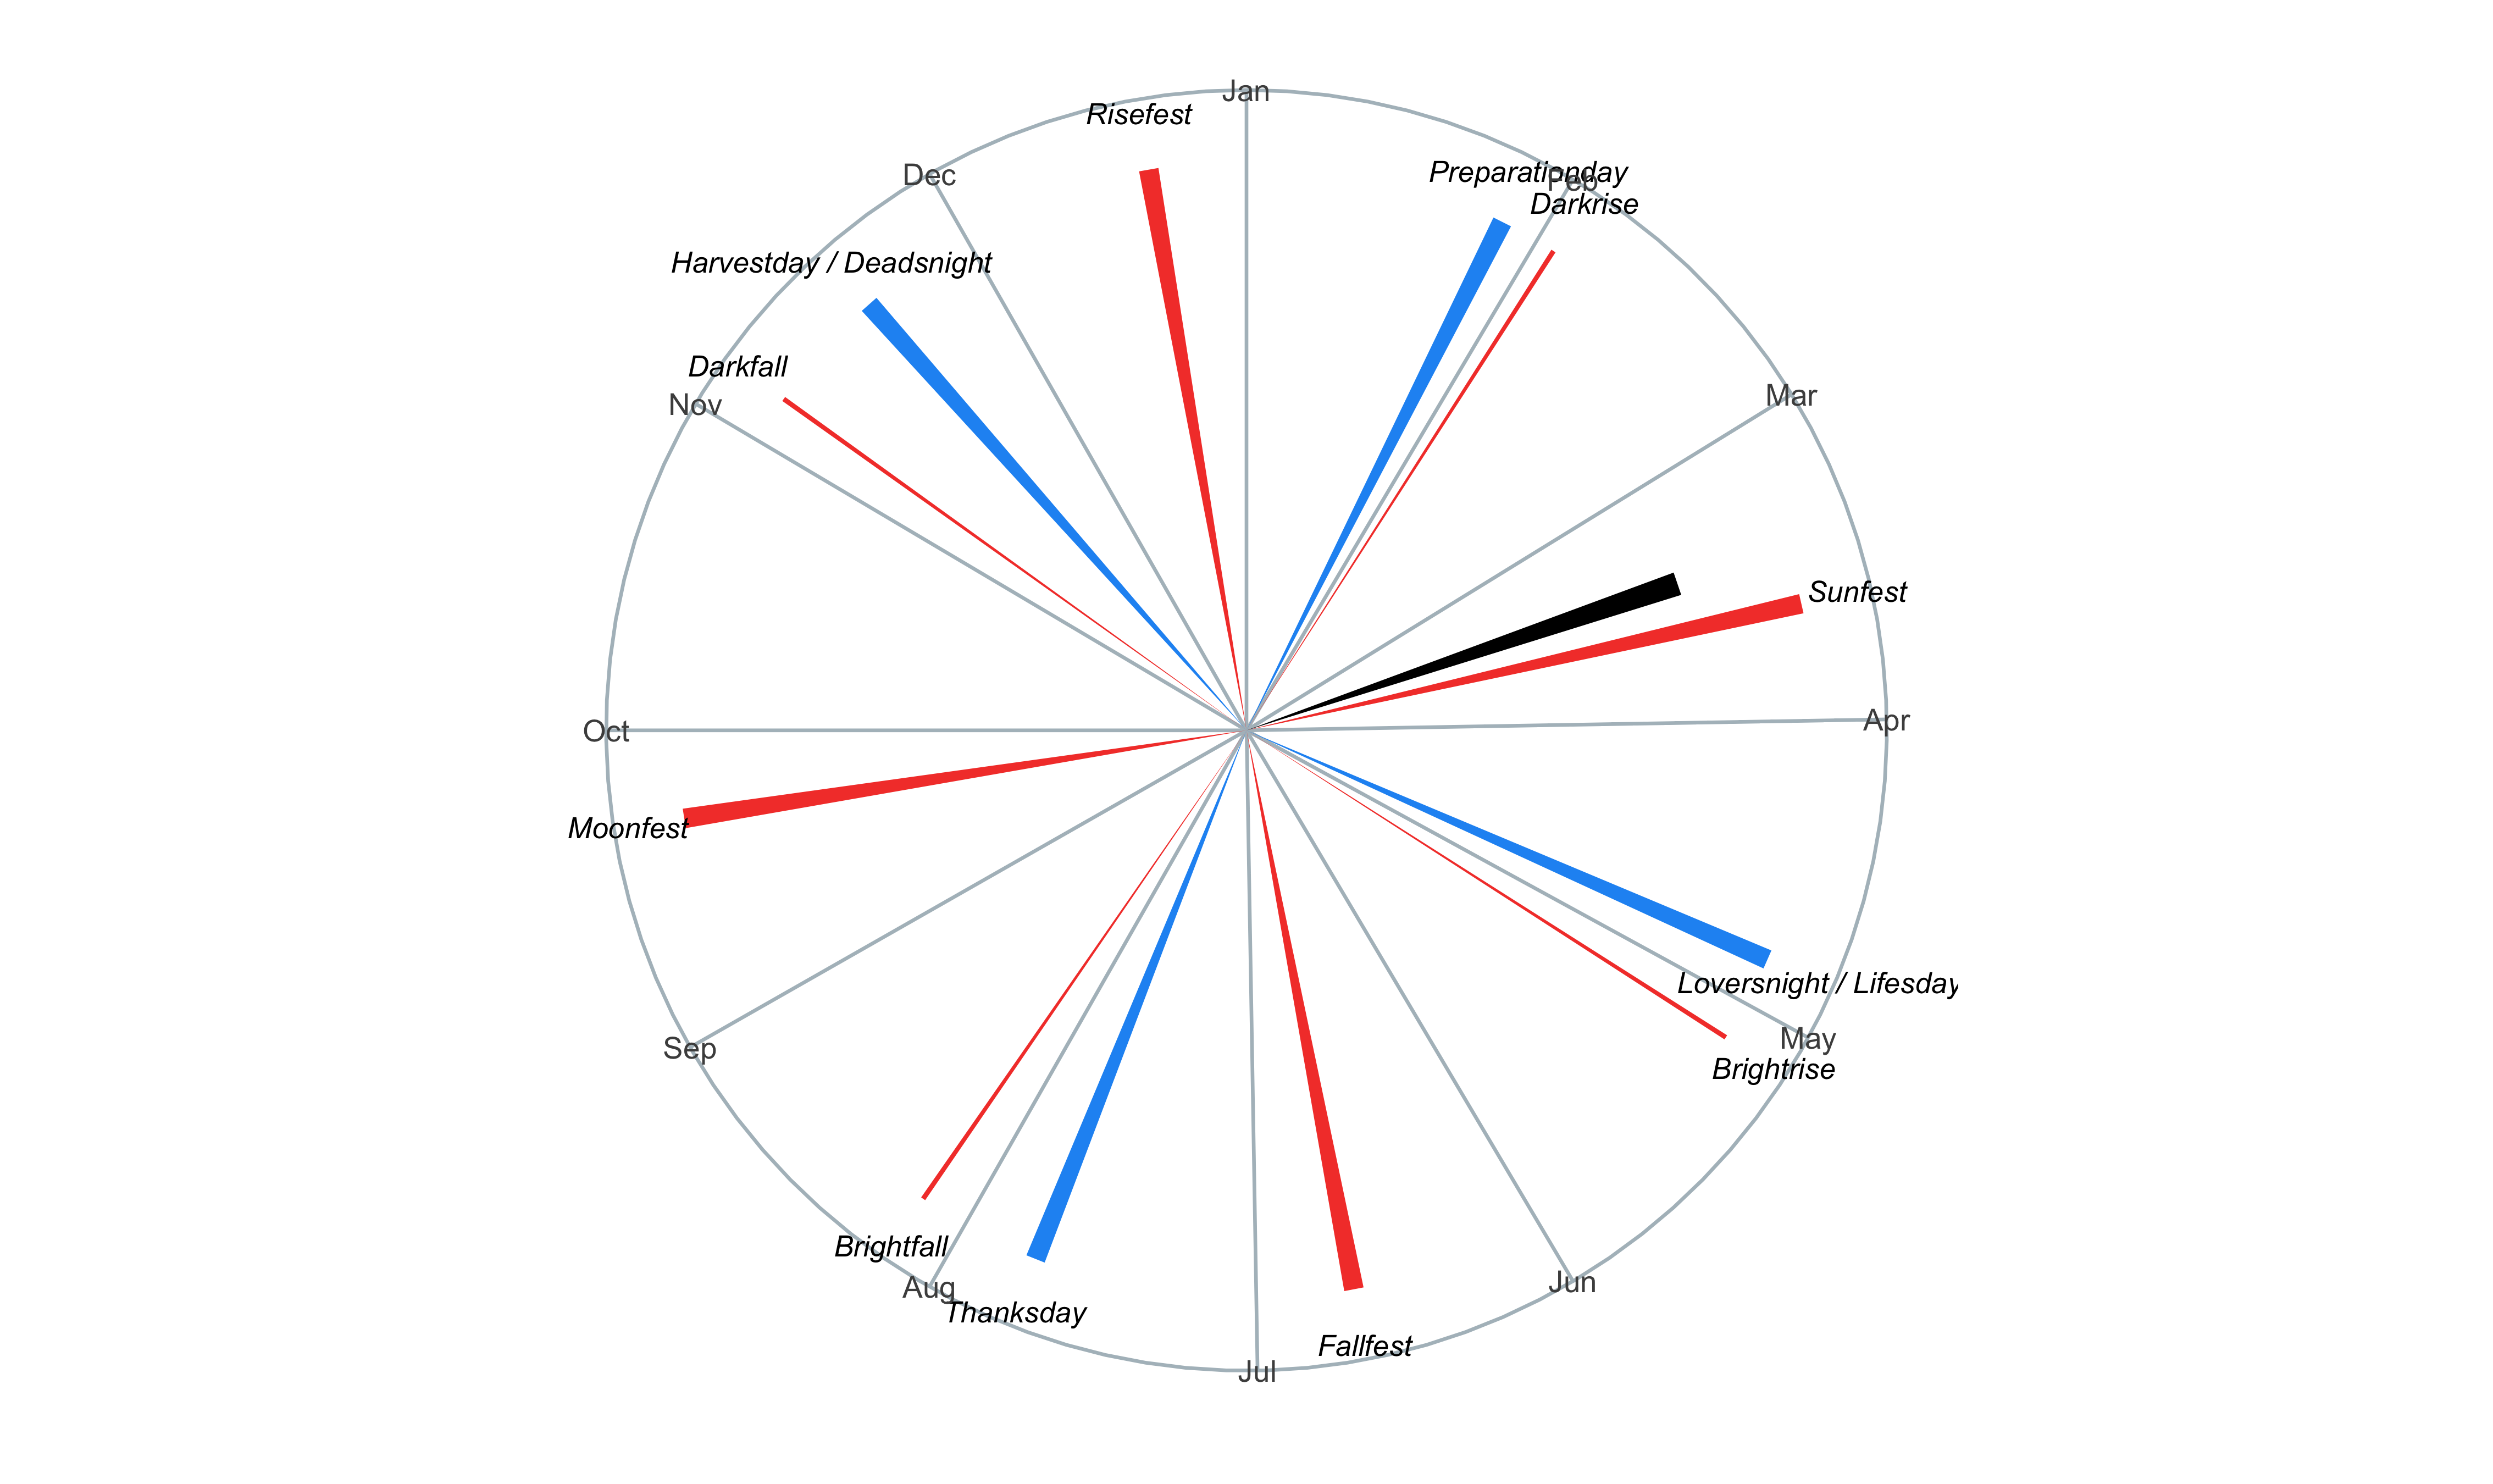 Jan
Risefest
Preparationday
Feb
Dec
Darkrise
Harvestday / Deadsnight
Darkfall
Mar
Nov
Sunfest
Apr
Oct
Moonfest
Loversnight / Lifesday
May
Sep
Brightrise
Brightfall
Jun
Aug
Thanksday
Fallfest
Jul